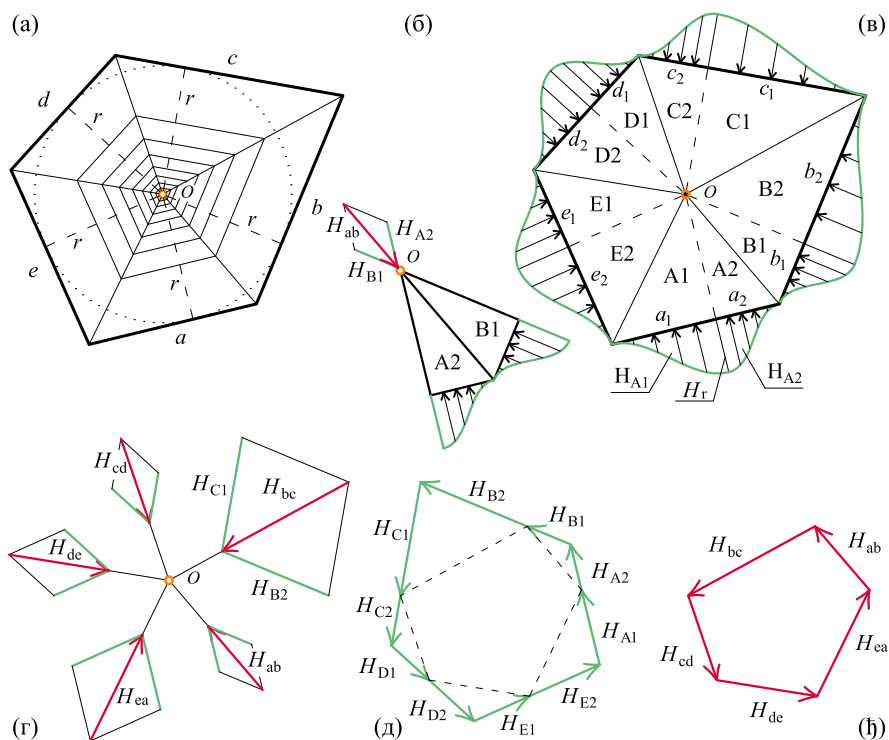 (а)
c
d
r
r
O
r
r
r
e
a
(б)
b
H_ab
H_A2
O
H_B1
B1
A2
(в)
c_2
c_1
d_1
d_2
C2
C1
D1
D2
O
b_2
B2
E1
e_1
E2
e_2
B1
b_1
A1
A2
a_1
a_2
H_A1
H_r
H_A2
H_cd
H_C1
H_bc
H_de
O
H_B2
H_ea
H_ab
(г)
H_B2
H_B1
H_C1
H_A2
H_C2
H_A1
H_D1
H_D2
H_E1
H_E2
(д)
H_bc
H_ab
H_cd
H_ea
H_de
(ђ)